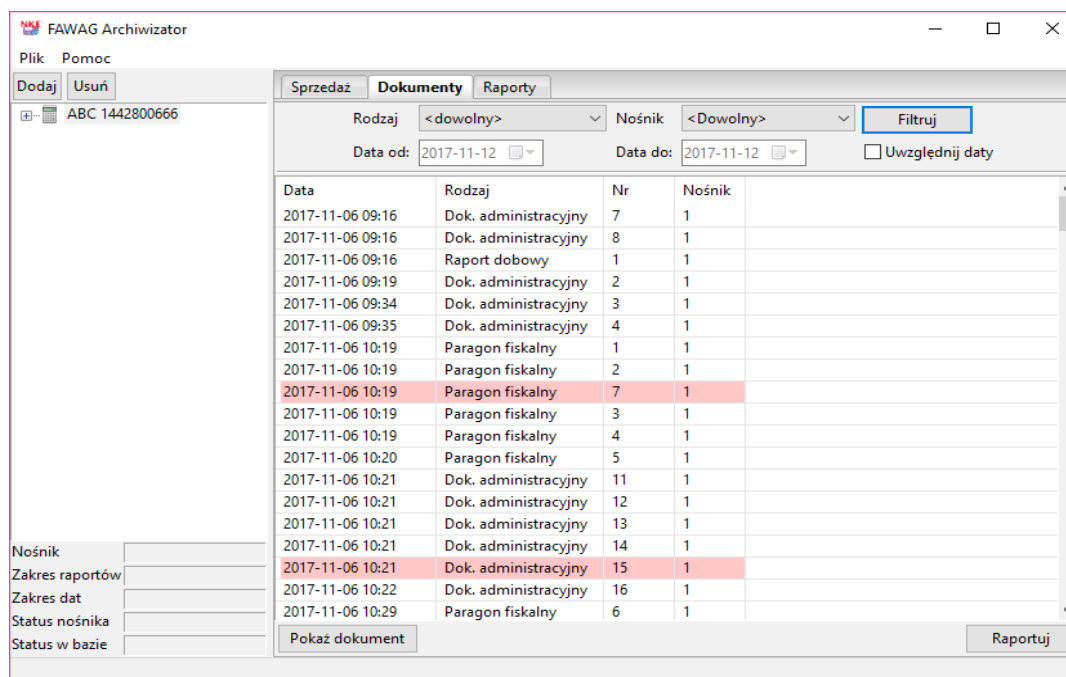 NKF FAWAG Archiwizator
Plik Pomoc
Dodaj Usuń
ABC 1442800666
Sprzedaż Dokumenty Raporty
Rodzaj <dowolny> Nośnik <Dowolny> Filtruj
Data od: 2017-11-12 Data do: 2017-11-12 Uwzględnij daty
Data Rodzaj Nr Nośnik
2017-11-06 09:16 Dok. administracyjny 7 1
2017-11-06 09:16 Dok. administracyjny 8 1
2017-11-06 09:16 Raport dobowy 1 1
2017-11-06 09:19 Dok. administracyjny 2 1
2017-11-06 09:34 Dok. administracyjny 3 1
2017-11-06 09:35 Dok. administracyjny 4 1
2017-11-06 10:19 Paragon fiskalny 1 1
2017-11-06 10:19 Paragon fiskalny 2 1
2017-11-06 10:19 Paragon fiskalny 7 1
2017-11-06 10:19 Paragon fiskalny 3 1
2017-11-06 10:19 Paragon fiskalny 4 1
2017-11-06 10:20 Paragon fiskalny 5 1
2017-11-06 10:21 Dok. administracyjny 11 1
2017-11-06 10:21 Dok. administracyjny 12 1
2017-11-06 10:21 Dok. administracyjny 13 1
2017-11-06 10:21 Dok. administracyjny 14 1
2017-11-06 10:21 Dok. administracyjny 15 1
2017-11-06 10:22 Dok. administracyjny 16 1
2017-11-06 10:29 Paragon fiskalny 6 1
Nośnik
Zakres raportów
Zakres dat
Status nośnika
Status w bazie
Pokaż dokument Raportuj